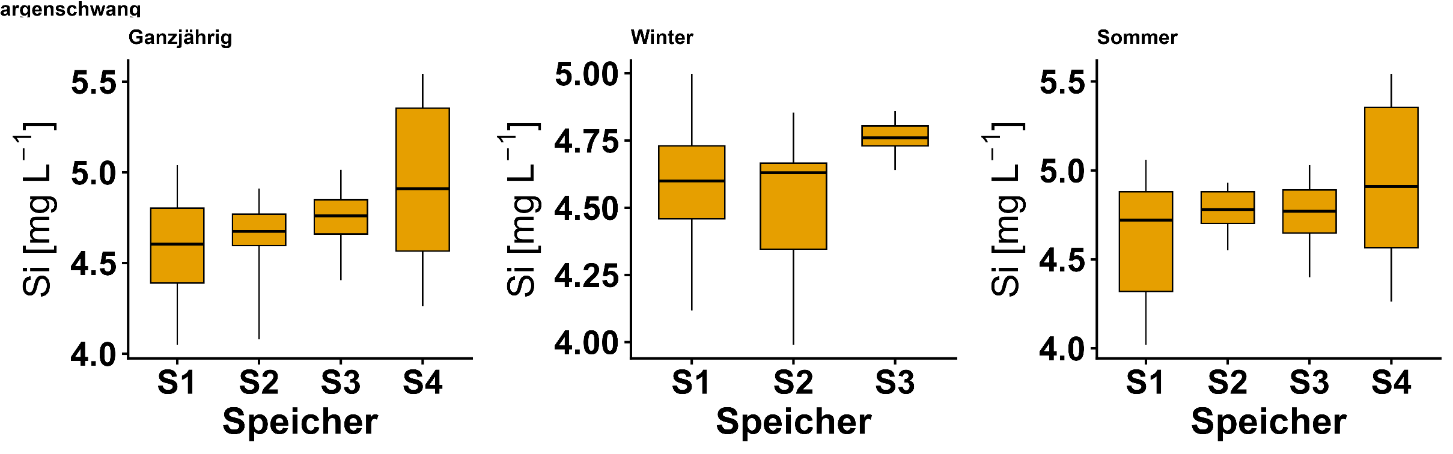 argenschwang
Ganzjährig
Si [mg L⁻¹]
5.5
5.0
4.5
4.0
S1 S2 S3 S4
Speicher
Winter
Si [mg L⁻¹]
5.00
4.75
4.50
4.25
4.00
S1 S2 S3
Speicher
Sommer
Si [mg L⁻¹]
5.5
5.0
4.5
4.0
S1 S2 S3 S4
Speicher